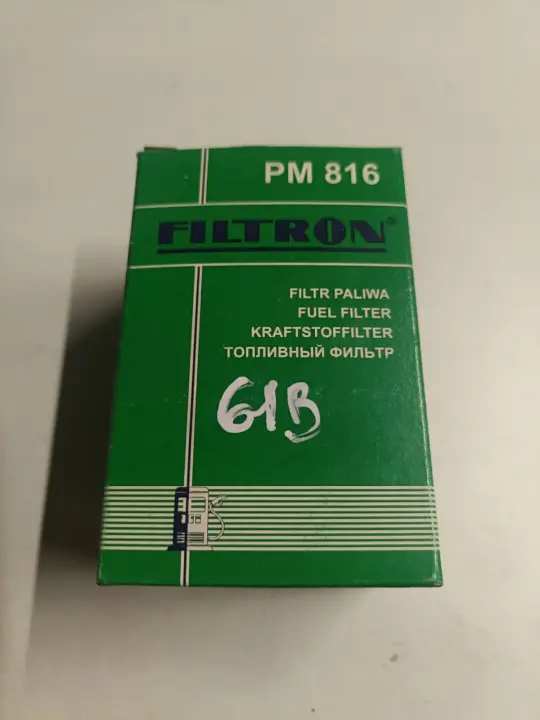 PM 816
FILTRON®
FILTR PALIWA
FUEL FILTER
KRAFTSTOFFILTER
ТОПЛИВНЫЙ ФИЛЬТР
61B